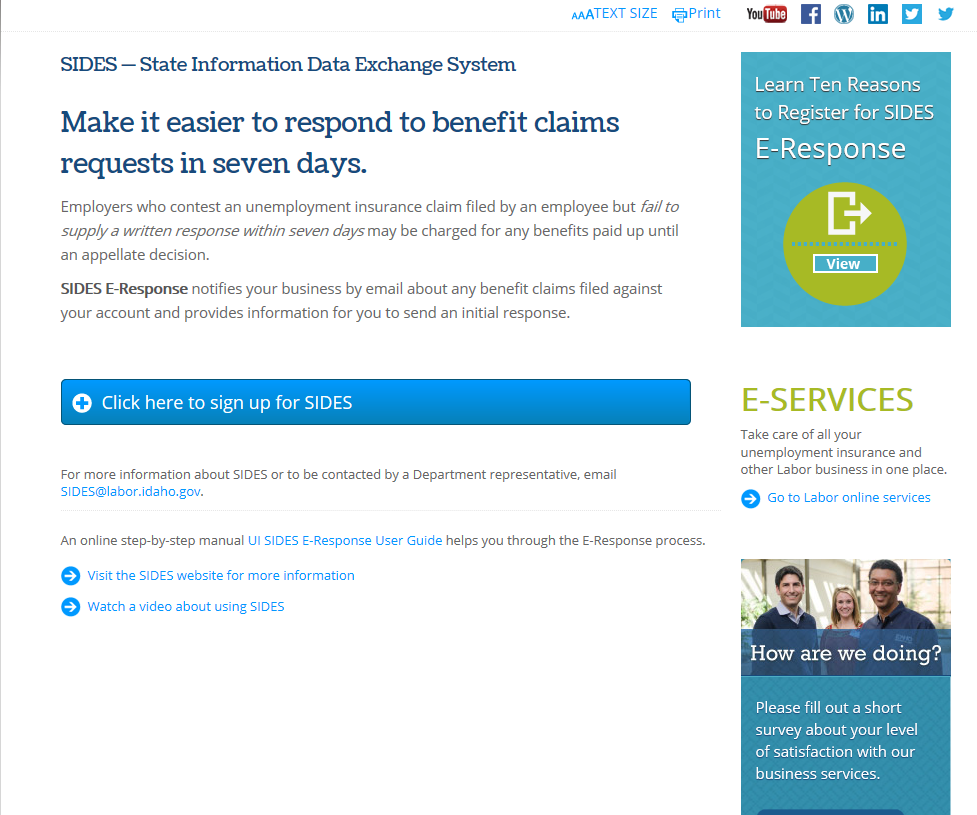 AAATEXT SIZE Print YouTube
SIDES — State Information Data Exchange System
Make it easier to respond to benefit claims
requests in seven days.
Employers who contest an unemployment insurance claim filed by an employee but fail to
supply a written response within seven days may be charged for any benefits paid up until
an appellate decision.
SIDES E-Response notifies your business by email about any benefit claims filed against
your account and provides information for you to send an initial response.
Click here to sign up for SIDES
For more information about SIDES or to be contacted by a Department representative, email
SIDES@labor.idaho.gov.
An online step-by-step manual UI SIDES E-Response User Guide helps you through the E-Response process.
Visit the SIDES website for more information
Watch a video about using SIDES
Learn Ten Reasons
to Register for SIDES
E-Response
View
E-SERVICES
Take care of all your
unemployment insurance and
other Labor business in one place.
Go to Labor online services
How are we doing?
Please fill out a short
survey about your level
of satisfaction with our
business services.